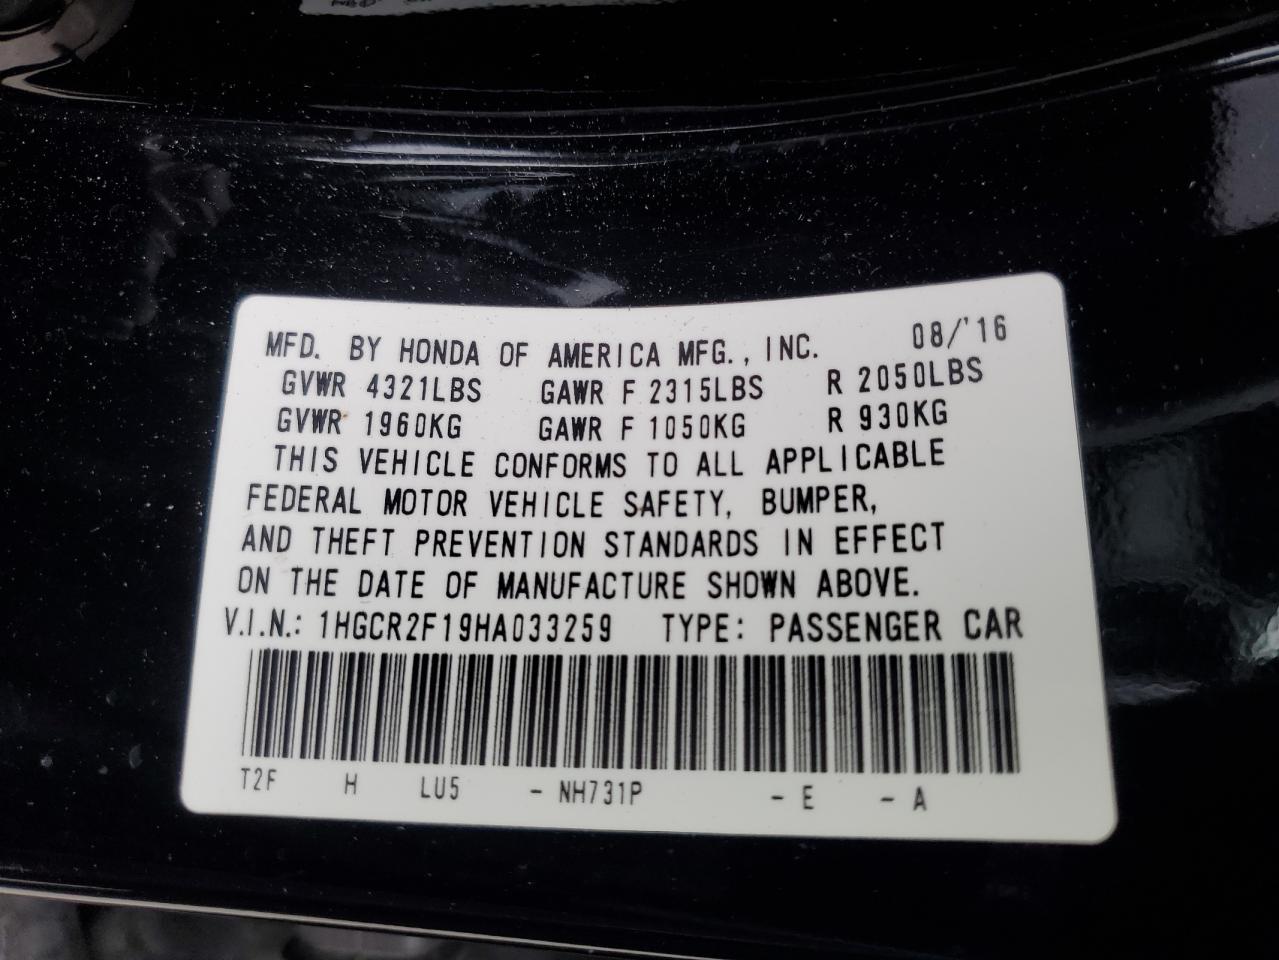 MFD. BY HONDA OF AMERICA MFG., INC. 08/'16
GVWR 4321LBS GAWR F 2315LBS R 2050LBS
GVWR 1960KG GAWR F 1050KG R 930KG
THIS VEHICLE CONFORMS TO ALL APPLICABLE
FEDERAL MOTOR VEHICLE SAFETY, BUMPER,
AND THEFT PREVENTION STANDARDS IN EFFECT
ON THE DATE OF MANUFACTURE SHOWN ABOVE.
V.I.N.: 1HGCR2F19HA033259 TYPE: PASSENGER CAR
T2F H LU5 - NH731P - E - A